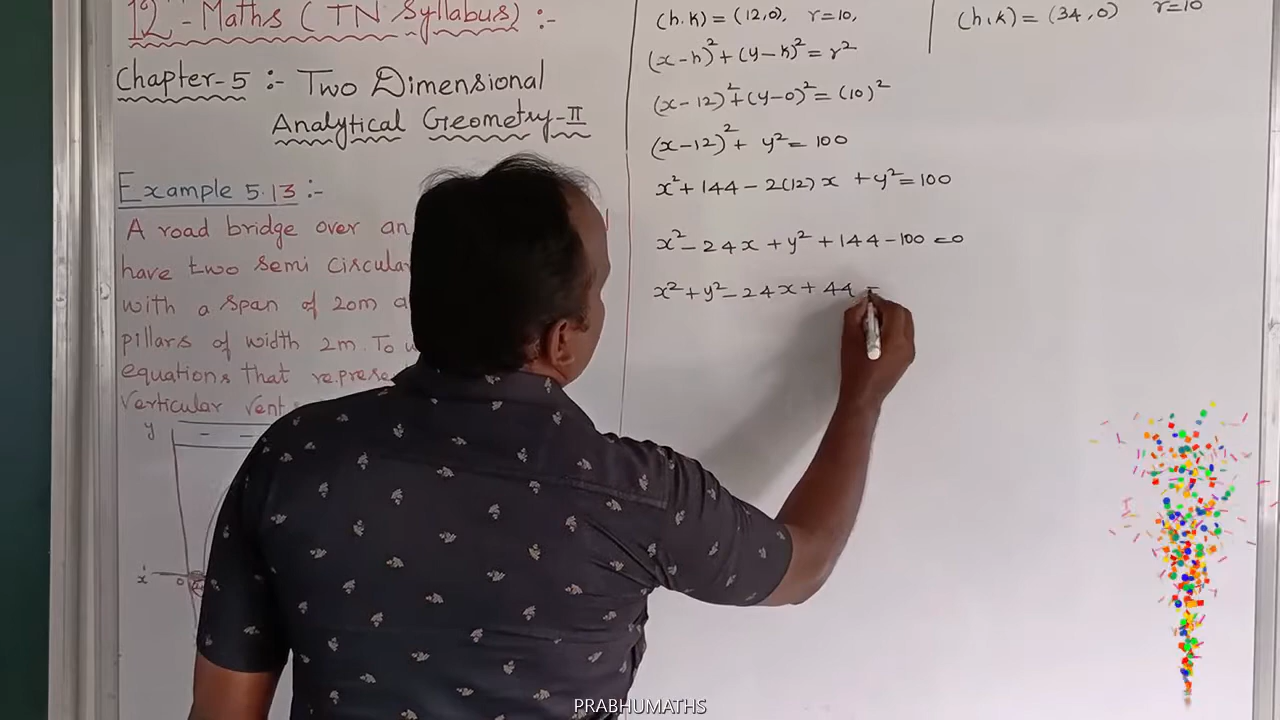 12th - Maths (TN Syllabus) :-
Chapter-5 :- Two Dimensional
Analytical Geometry-II
Example 5.13 :-
A road bridge over an
have two semi circular
with a span of 20m
pillars of width 2m. To
equations that
Verticular
y
x' 0
(h,k) = (12,0), r=10,
(x-h)²+(y-k)²= r²
(x-12)²+(y-0)²= (10)²
(x-12)²+ y²= 100
x²+144-2(12)x +y²=100
x²-24x+y²+144-100=0
x²+y²-24x+44=
(h,k) = (34,0) r=10
PRABHUMATHS